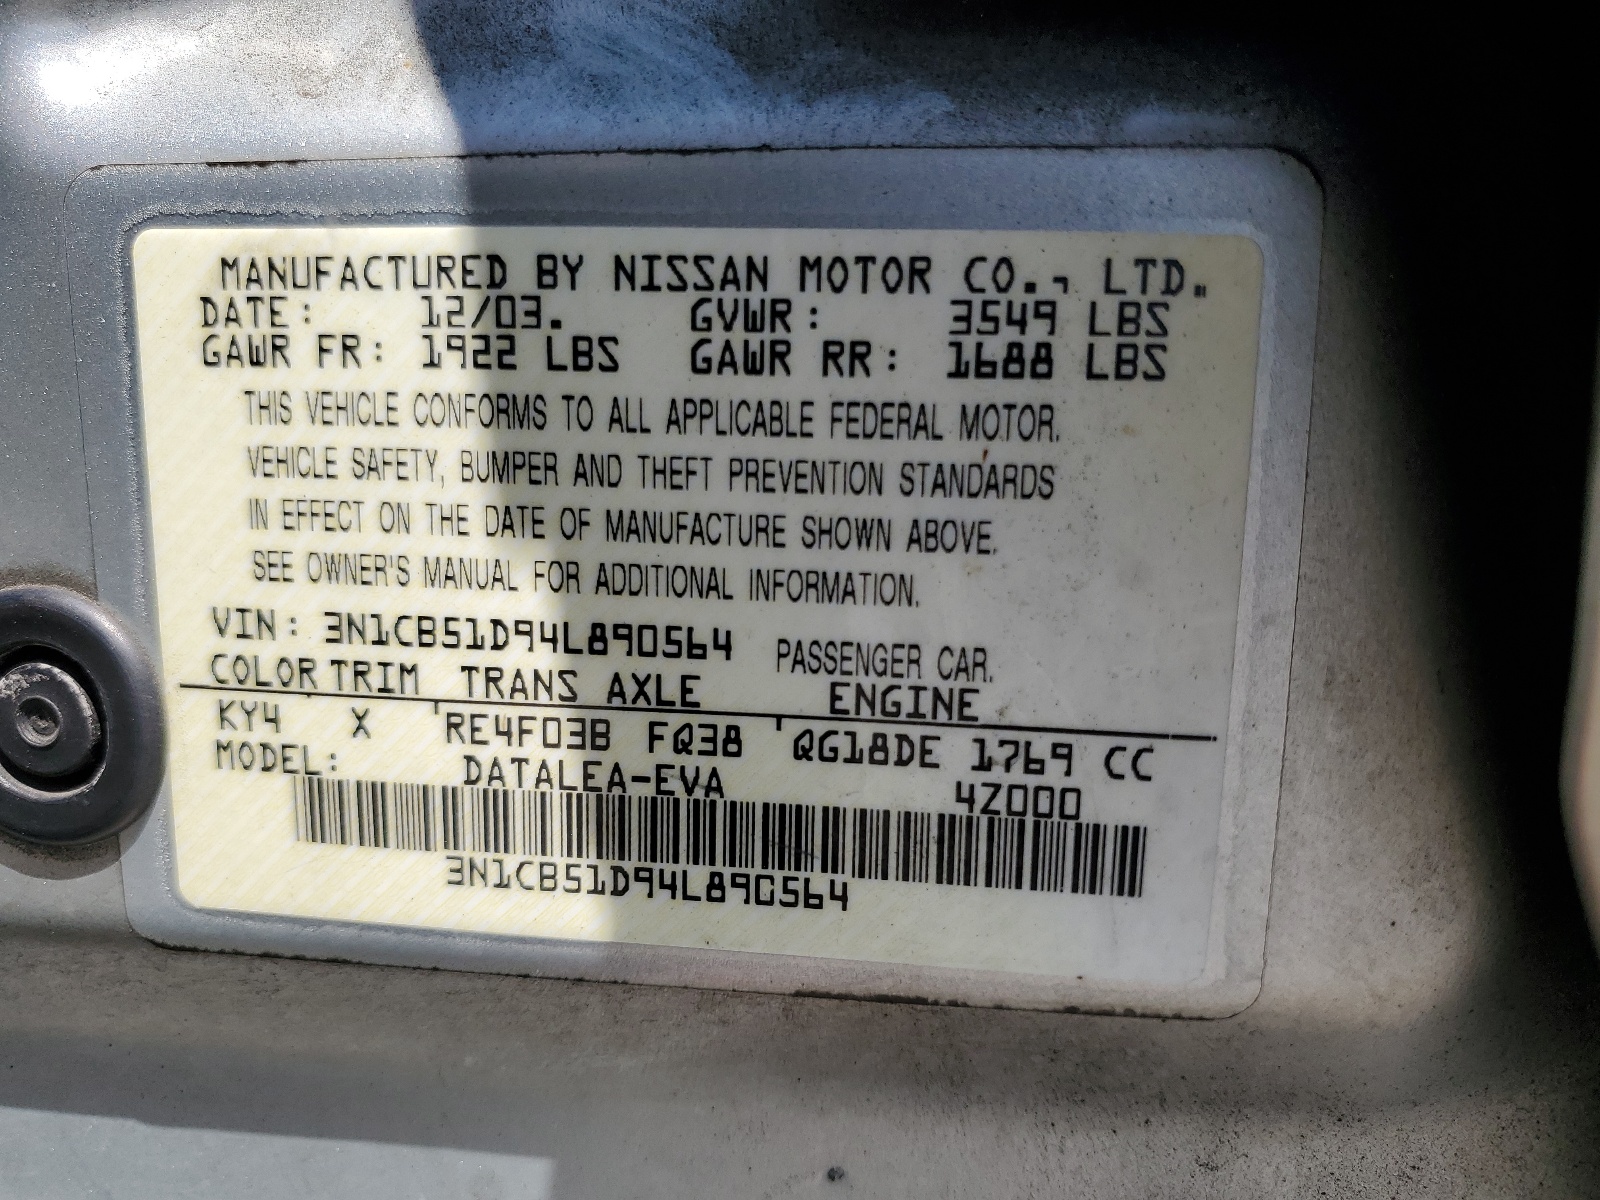 MANUFACTURED BY NISSAN MOTOR CO., LTD.
DATE: 12/03. GVWR: 3549 LBS
GAWR FR: 1922 LBS GAWR RR: 1688 LBS
THIS VEHICLE CONFORMS TO ALL APPLICABLE FEDERAL MOTOR.
VEHICLE SAFETY, BUMPER AND THEFT PREVENTION STANDARDS
IN EFFECT ON THE DATE OF MANUFACTURE SHOWN ABOVE.
SEE OWNER'S MANUAL FOR ADDITIONAL INFORMATION.
VIN: 3N1CB51D94L890564 PASSENGER CAR.
COLOR TRIM TRANS AXLE ENGINE
KY4 X RE4F03B FQ38 QG18DE 1769 CC
MODEL: DATALEA-EVA 4Z000
3N1CB51D94L890564